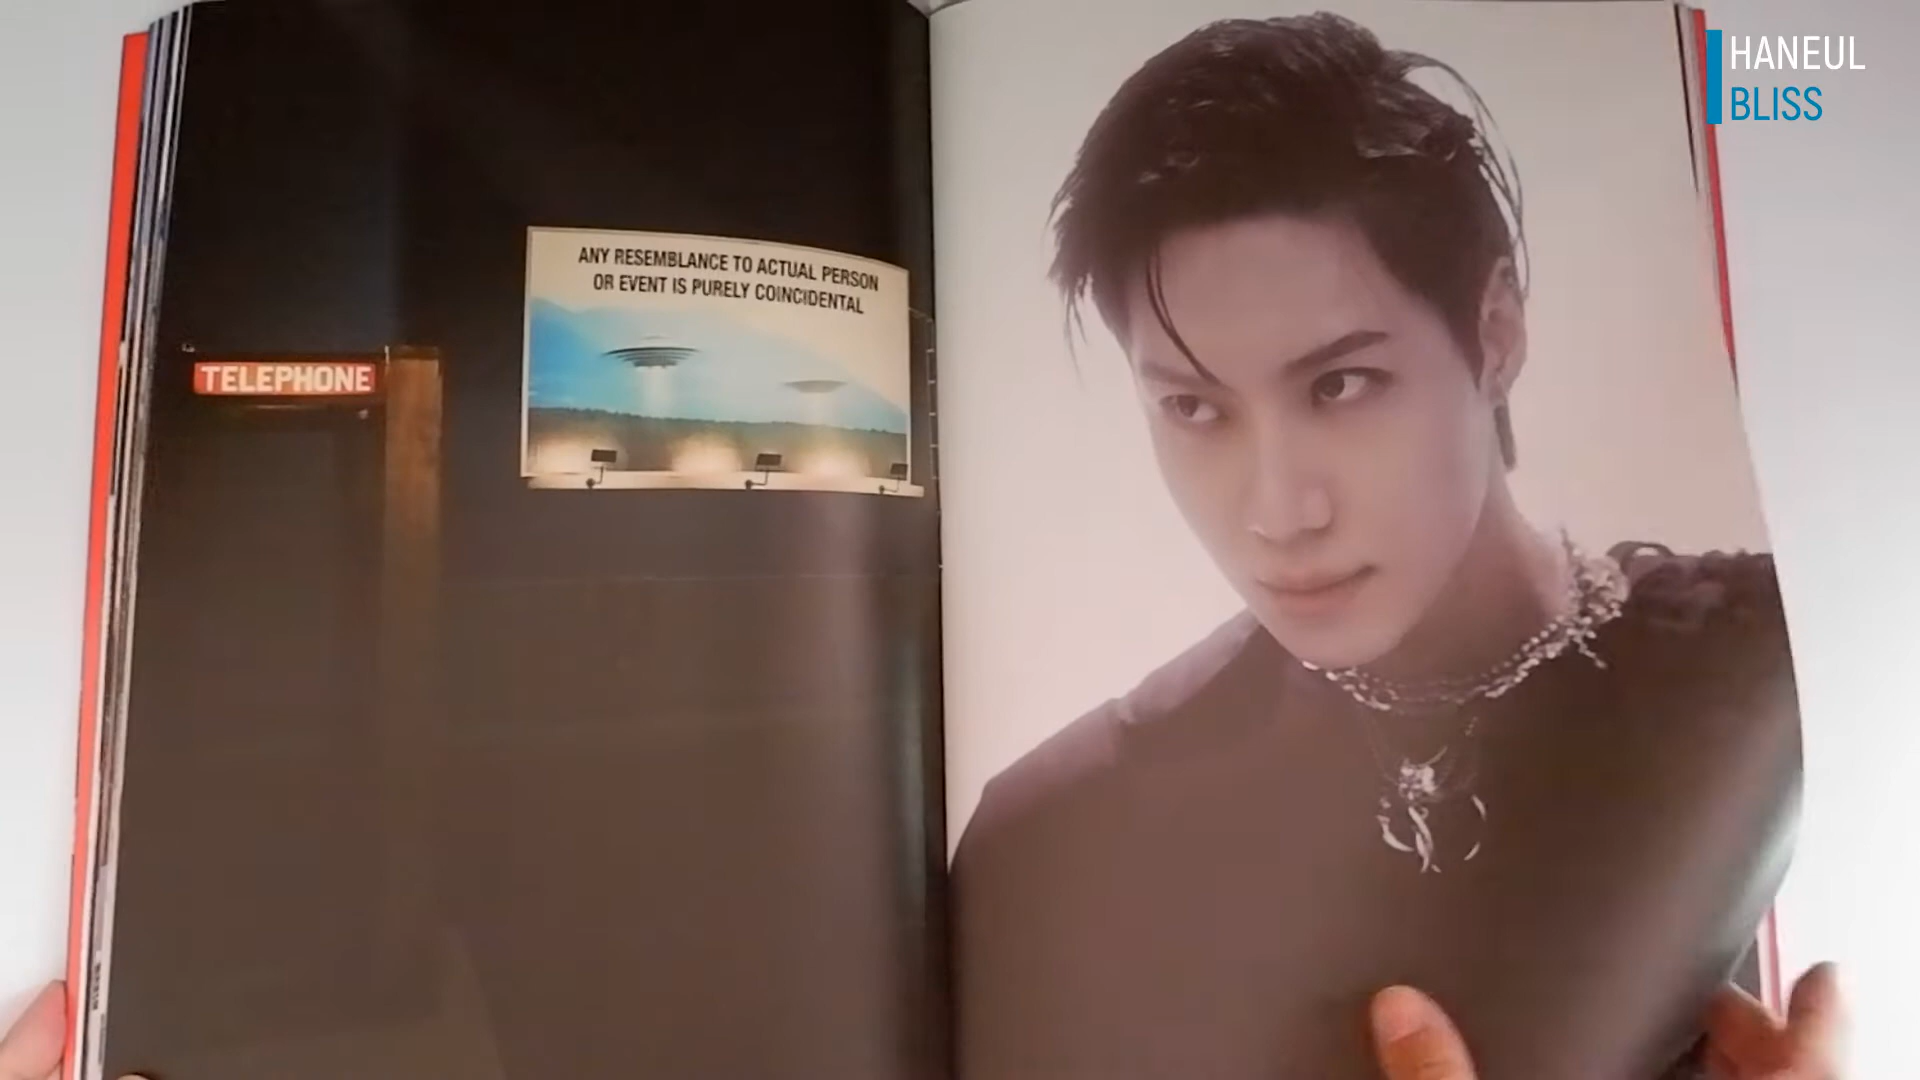 HANEUL
BLISS
ANY RESEMBLANCE TO ACTUAL PERSON
OR EVENT IS PURELY COINCIDENTAL
TELEPHONE